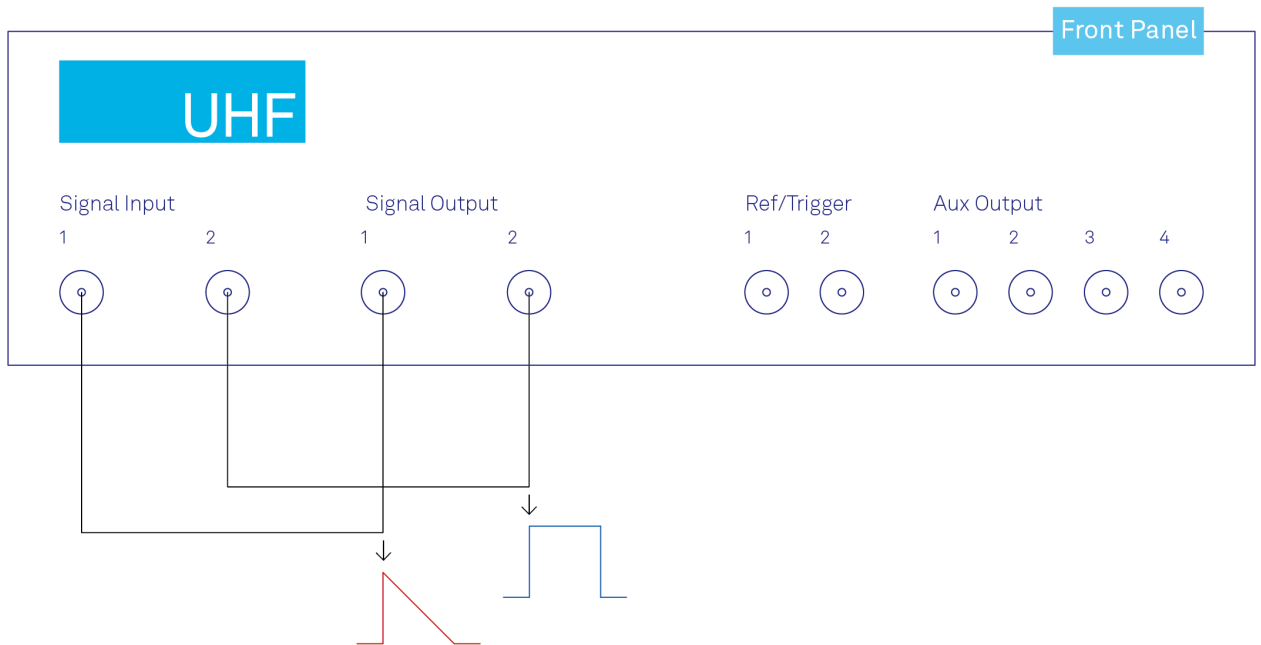 Front Panel
UHF
Signal Input Signal Output Ref/Trigger Aux Output
1 2 1 2 1 2 1 2 3 4